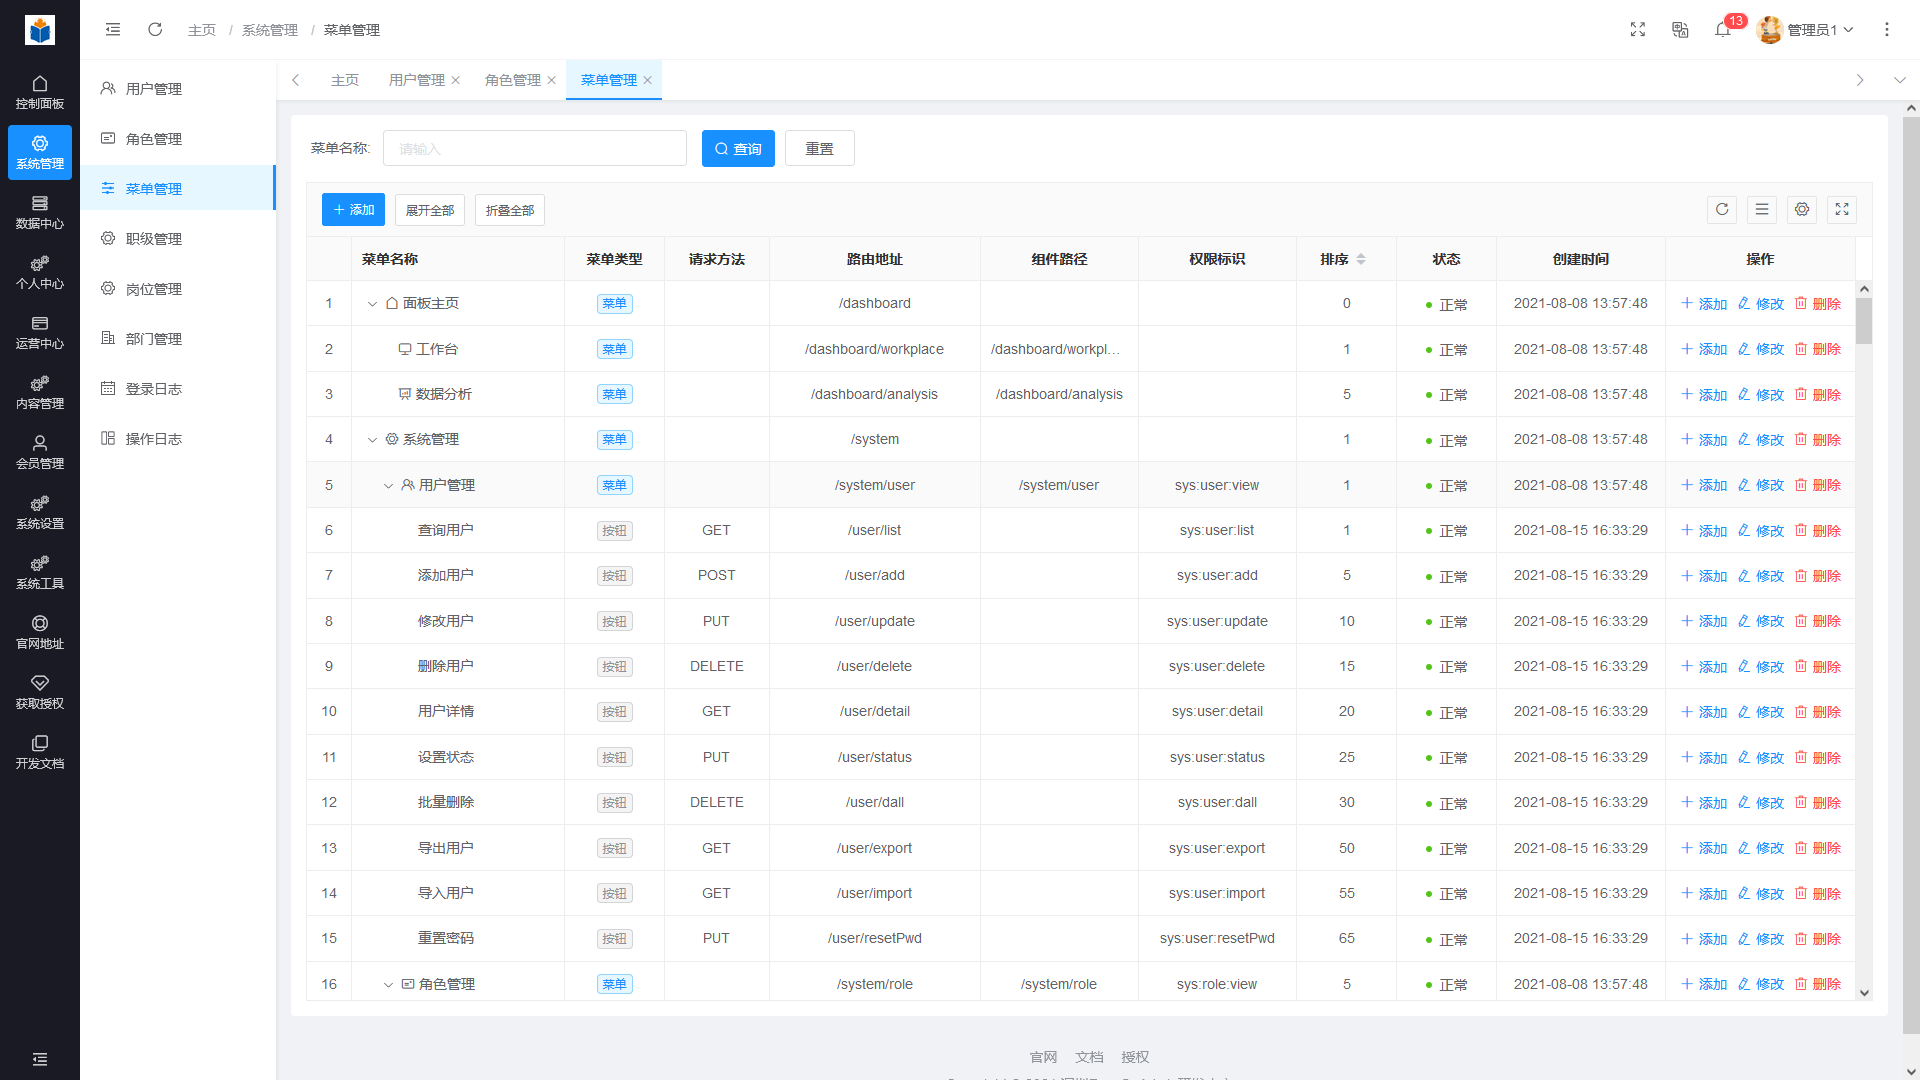 主页 / 系统管理 / 菜单管理
13
管理员1
控制面板
系统管理
数据中心
个人中心
运营中心
内容管理
会员管理
系统设置
系统工具
官网地址
获取授权
开发文档
用户管理
角色管理
菜单管理
职级管理
岗位管理
部门管理
登录日志
操作日志
主页 用户管理 角色管理 菜单管理
菜单名称: 请输入 查询 重置
添加 展开全部 折叠全部
菜单名称 菜单类型 请求方法 路由地址 组件路径 权限标识 排序 状态 创建时间 操作
1 面板主页 菜单 /dashboard 0 正常 2021-08-08 13:57:48 添加 修改 删除
2 工作台 菜单 /dashboard/workplace /dashboard/workpl... 1 正常 2021-08-08 13:57:48 添加 修改 删除
3 数据分析 菜单 /dashboard/analysis /dashboard/analysis 5 正常 2021-08-08 13:57:48 添加 修改 删除
4 系统管理 菜单 /system 1 正常 2021-08-08 13:57:48 添加 修改 删除
5 用户管理 菜单 /system/user /system/user sys:user:view 1 正常 2021-08-08 13:57:48 添加 修改 删除
6 查询用户 按钮 GET /user/list sys:user:list 1 正常 2021-08-15 16:33:29 添加 修改 删除
7 添加用户 按钮 POST /user/add sys:user:add 5 正常 2021-08-15 16:33:29 添加 修改 删除
8 修改用户 按钮 PUT /user/update sys:user:update 10 正常 2021-08-15 16:33:29 添加 修改 删除
9 删除用户 按钮 DELETE /user/delete sys:user:delete 15 正常 2021-08-15 16:33:29 添加 修改 删除
10 用户详情 按钮 GET /user/detail sys:user:detail 20 正常 2021-08-15 16:33:29 添加 修改 删除
11 设置状态 按钮 PUT /user/status sys:user:status 25 正常 2021-08-15 16:33:29 添加 修改 删除
12 批量删除 按钮 DELETE /user/dall sys:user:dall 30 正常 2021-08-15 16:33:29 添加 修改 删除
13 导出用户 按钮 GET /user/export sys:user:export 50 正常 2021-08-15 16:33:29 添加 修改 删除
14 导入用户 按钮 GET /user/import sys:user:import 55 正常 2021-08-15 16:33:29 添加 修改 删除
15 重置密码 按钮 PUT /user/resetPwd sys:user:resetPwd 65 正常 2021-08-15 16:33:29 添加 修改 删除
16 角色管理 菜单 /system/role /system/role sys:role:view 5 正常 2021-08-08 13:57:48 添加 修改 删除
官网 文档 授权